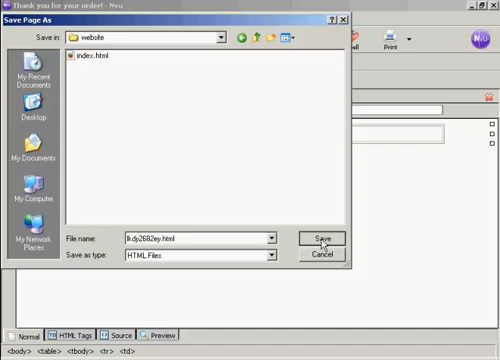 Thank you for your order! - Nvu
Save Page As
Save in:
website
Print
index.html
My Recent
Documents
Desktop
My Documents
My Computer
My Network
Places
File name:
lkdy2682ey.html
Save
Save as type:
HTML Files
Cancel
Normal
HTML Tags
Source
Preview
<body> <table> <tbody> <tr> <td>